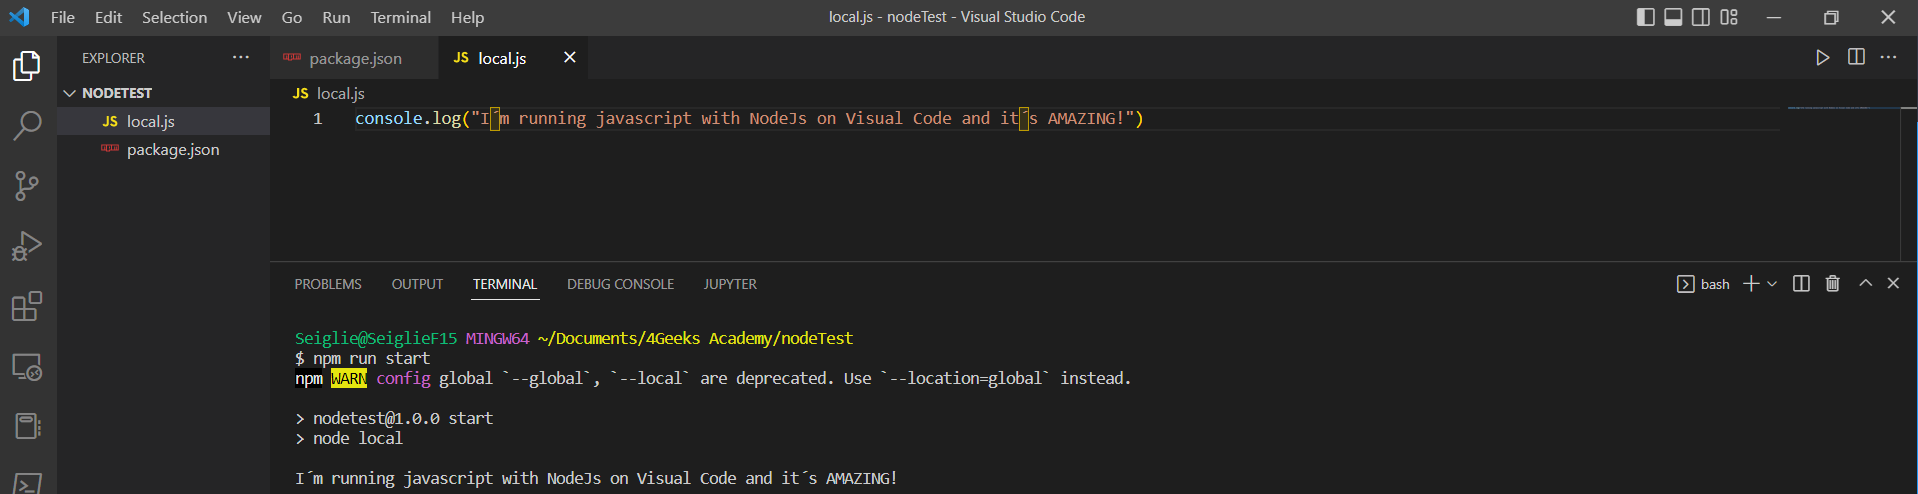 File Edit Selection View Go Run Terminal Help local.js - nodeTest - Visual Studio Code
EXPLORER ···
NODETEST
JS local.js
package.json
package.json JS local.js
JS local.js
1 console.log("I´m running javascript with NodeJs on Visual Code and it´s AMAZING!")
PROBLEMS OUTPUT TERMINAL DEBUG CONSOLE JUPYTER bash
Seiglie@SeiglieF15 MINGW64 ~/Documents/4Geeks Academy/nodeTest
$ npm run start
npm WARN config global `--global`, `--local` are deprecated. Use `--location=global` instead.
> nodetest@1.0.0 start
> node local
I´m running javascript with NodeJs on Visual Code and it´s AMAZING!